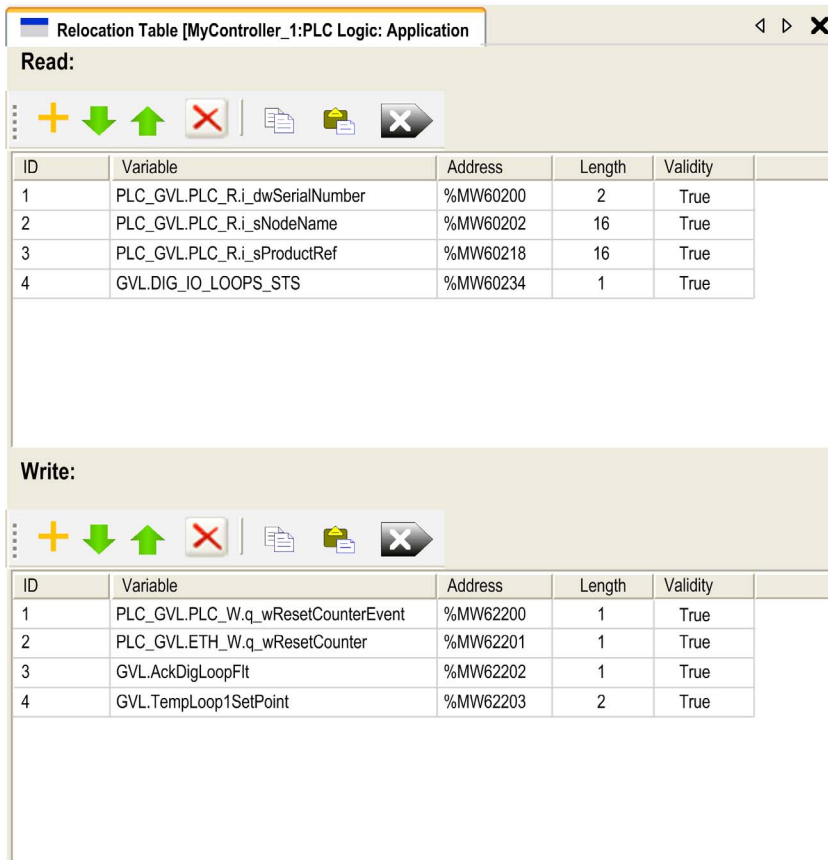 Relocation Table [MyController_1:PLC Logic: Application
Read:
ID Variable Address Length Validity
1 PLC_GVL.PLC_R.i_dwSerialNumber %MW60200 2 True
2 PLC_GVL.PLC_R.i_sNodeName %MW60202 16 True
3 PLC_GVL.PLC_R.i_sProductRef %MW60218 16 True
4 GVL.DIG_IO_LOOPS_STS %MW60234 1 True
Write:
ID Variable Address Length Validity
1 PLC_GVL.PLC_W.q_wResetCounterEvent %MW62200 1 True
2 PLC_GVL.ETH_W.q_wResetCounter %MW62201 1 True
3 GVL.AckDigLoopFlt %MW62202 1 True
4 GVL.TempLoop1SetPoint %MW62203 2 True